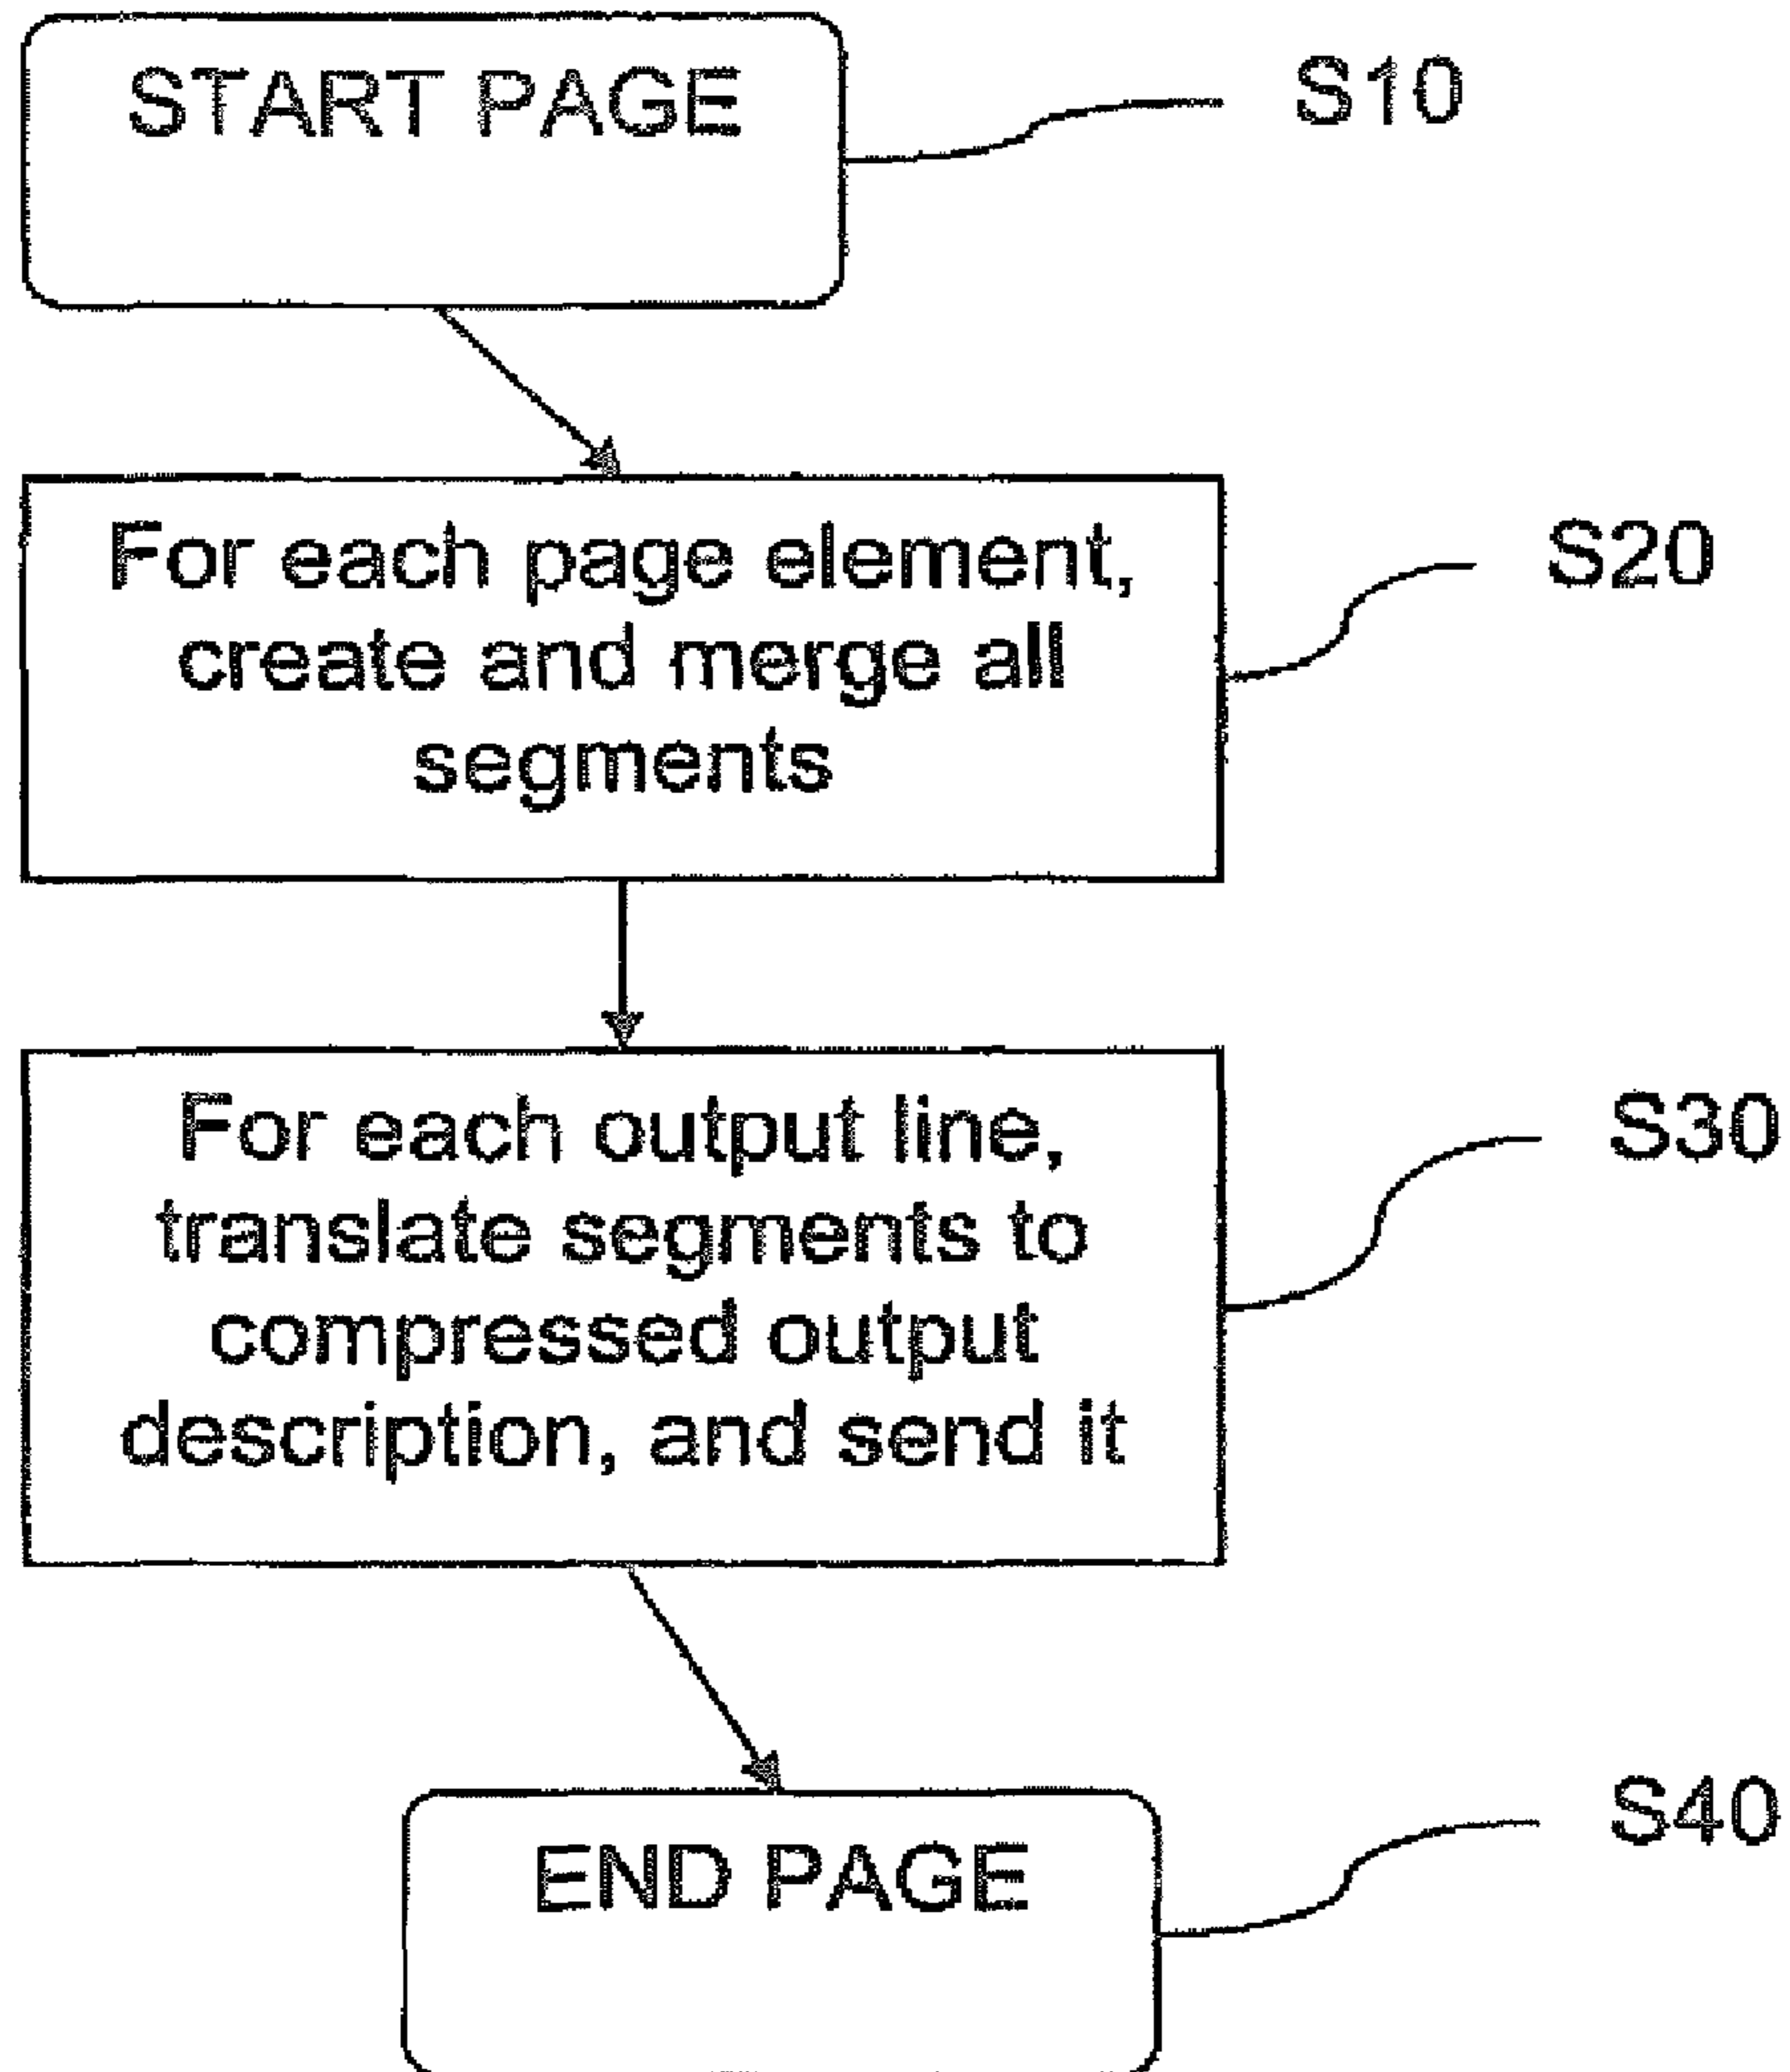 START PAGE
S10
For each page element,
create and merge all
segments
S20
For each output line,
translate segments to
compressed output
description, and send it
S30
END PAGE
S40